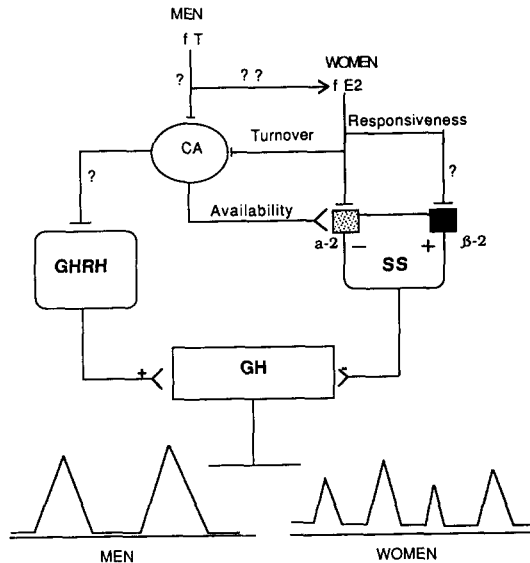 MEN
f T
? ? ?
WOMEN
f E2
Responsiveness
Turnover
CA
?
?
Availability
a-2
− +
β-2
SS
GHRH
+
GH
-
MEN
WOMEN